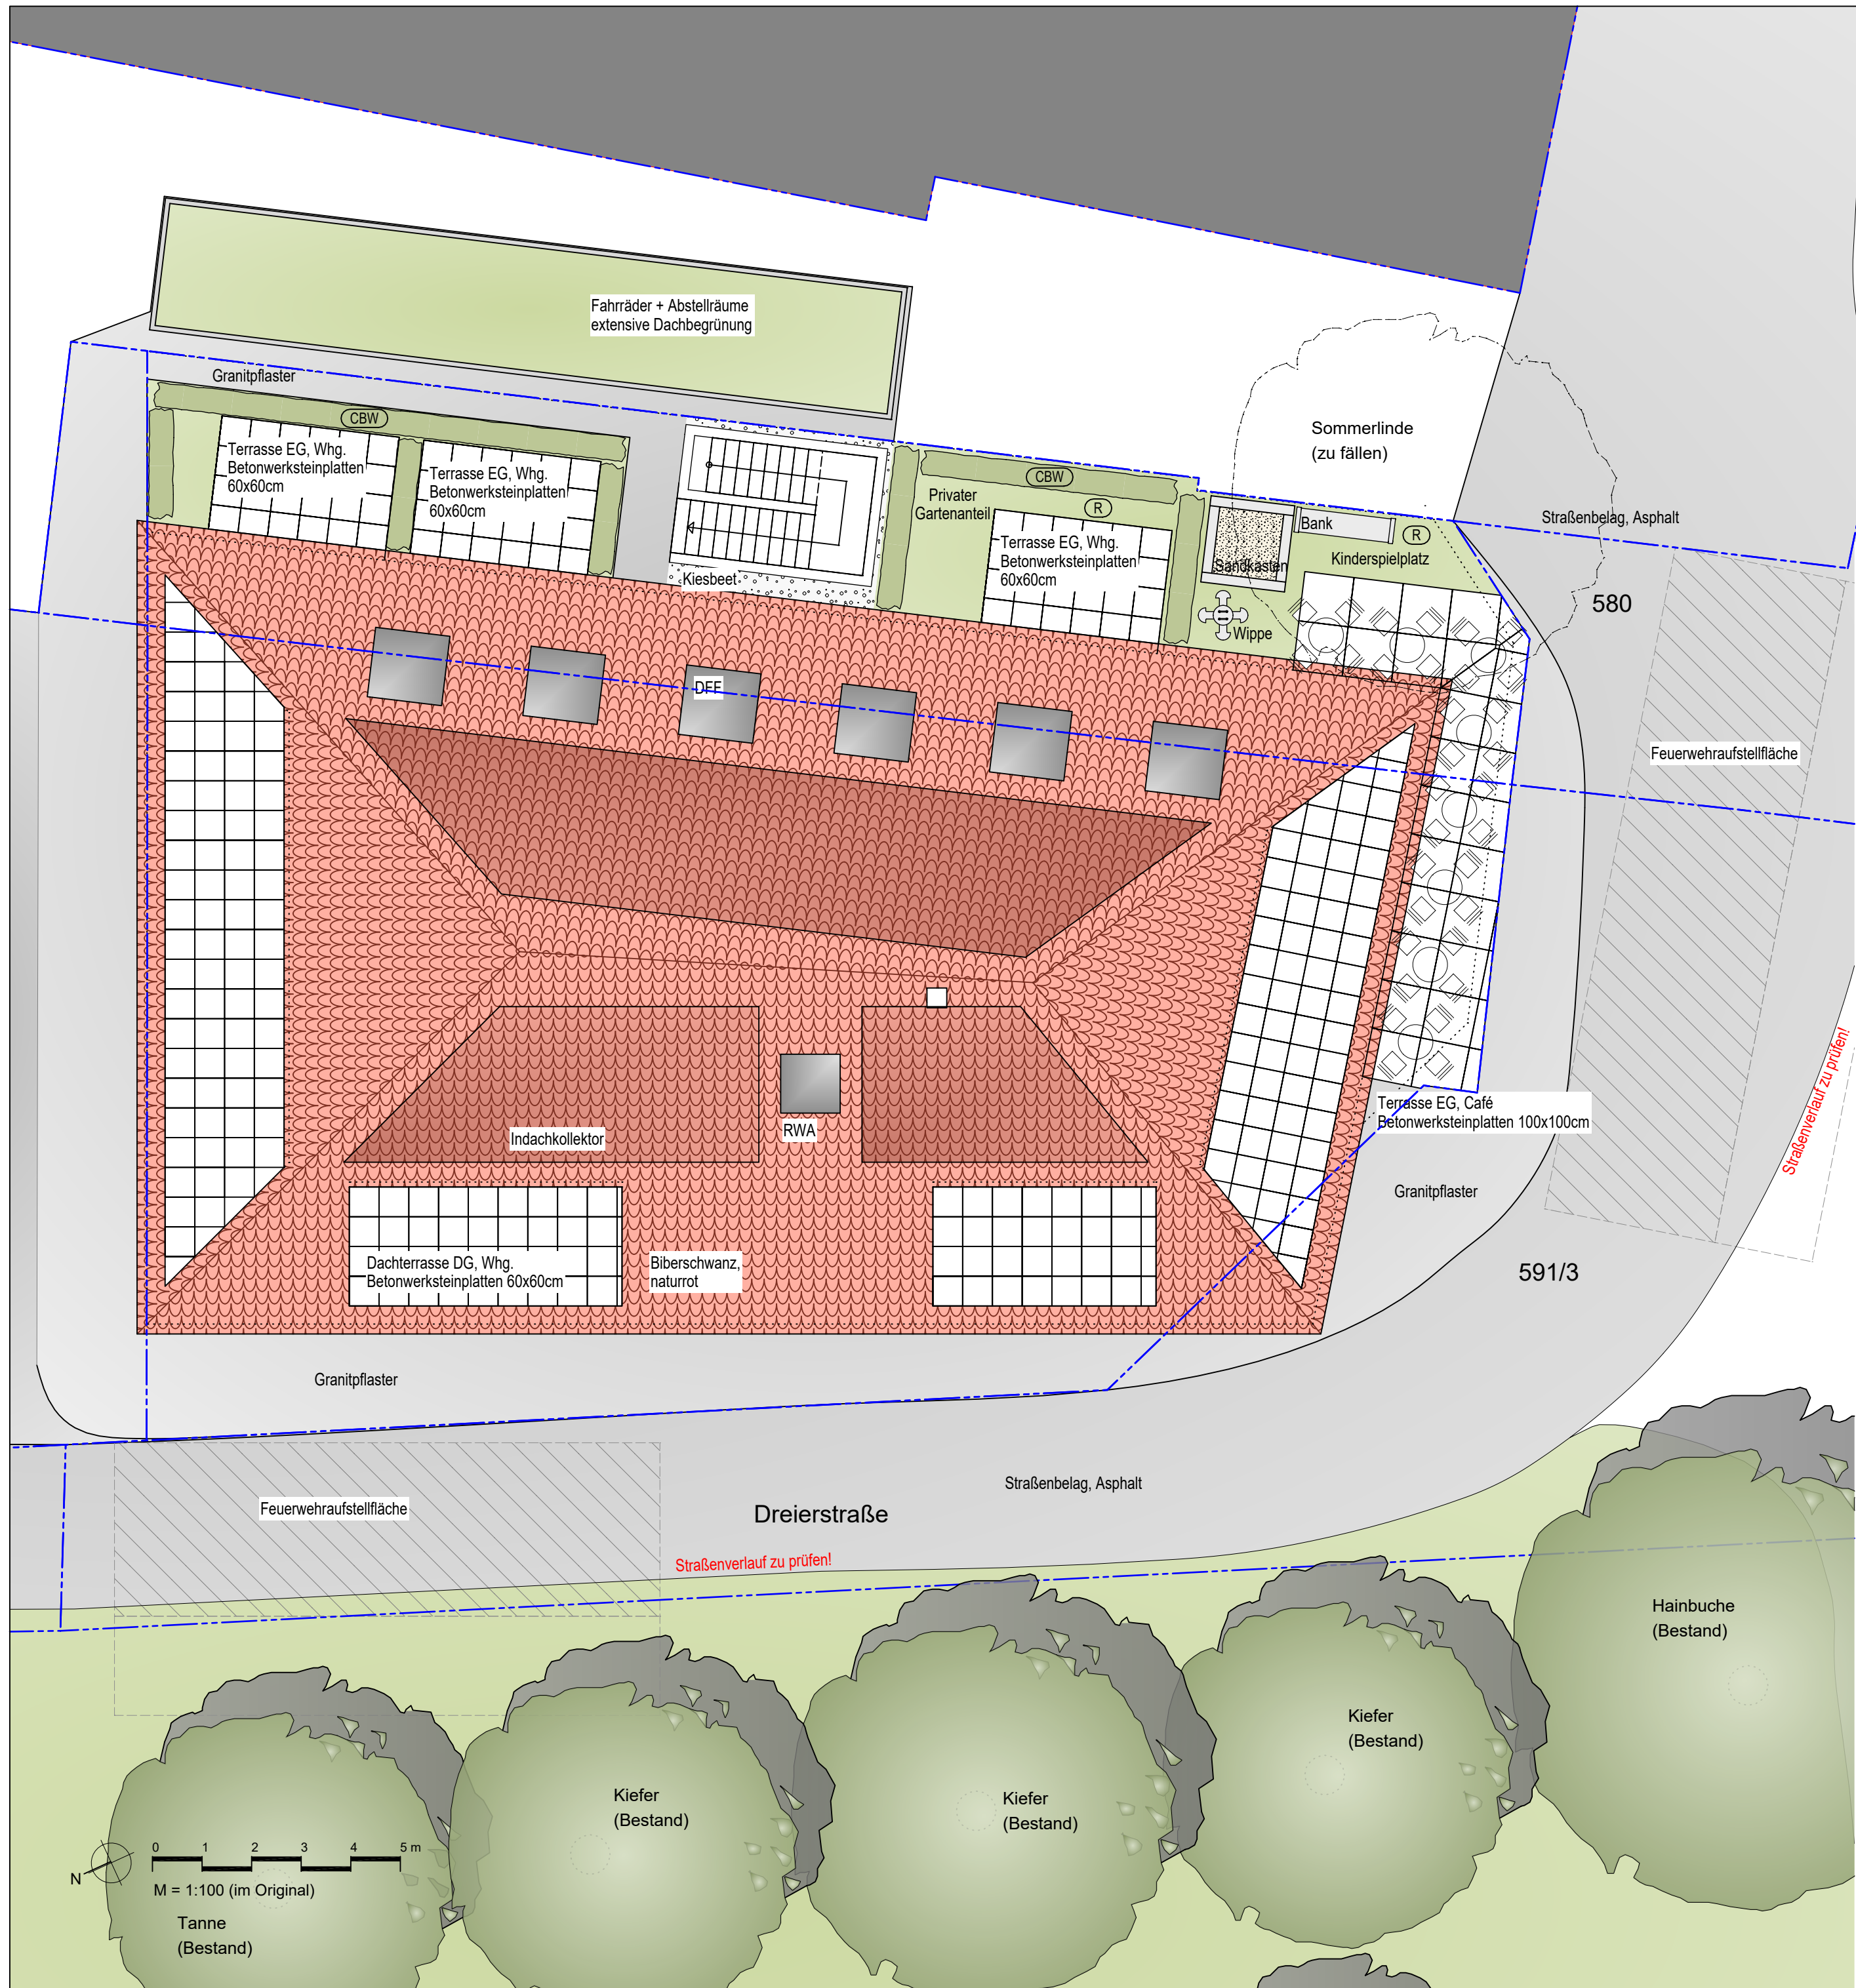 Fahrräder + Abstellräume
extensive Dachbegrünung
Granitpflaster
CBW
Terrasse EG, Whg.
Betonwerksteinplatten
60x60cm
Terrasse EG, Whg.
Betonwerksteinplatten
60x60cm
Kiesbeet
CBW
Privater
Gartenanteil
R
Terrasse EG, Whg.
Betonwerksteinplatten
60x60cm
Sommerlinde
(zu fällen)
Bank
R
Sandkasten
Kinderspielplatz
Wippe
Straßenbelag, Asphalt
580
Feuerwehraufstellfläche
DFF
Straßenverlauf zu prüfen!
Terrasse EG, Café
Betonwerksteinplatten 100x100cm
Granitpflaster
591/3
Indachkollektor
RWA
Dachterrasse DG, Whg.
Betonwerksteinplatten 60x60cm
Biberschwanz,
naturrot
Granitpflaster
Feuerwehraufstellfläche
Straßenbelag, Asphalt
Dreierstraße
Straßenverlauf zu prüfen!
Hainbuche
(Bestand)
Kiefer
(Bestand)
Kiefer
(Bestand)
Kiefer
(Bestand)
N
0 1 2 3 4 5 m
M = 1:100 (im Original)
Tanne
(Bestand)